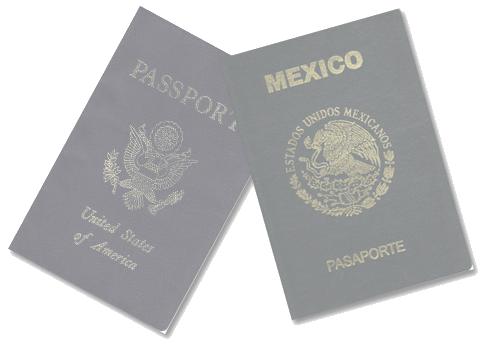 PASSPORT
United States
of America
MEXICO
ESTADOS UNIDOS MEXICANOS
PASAPORTE